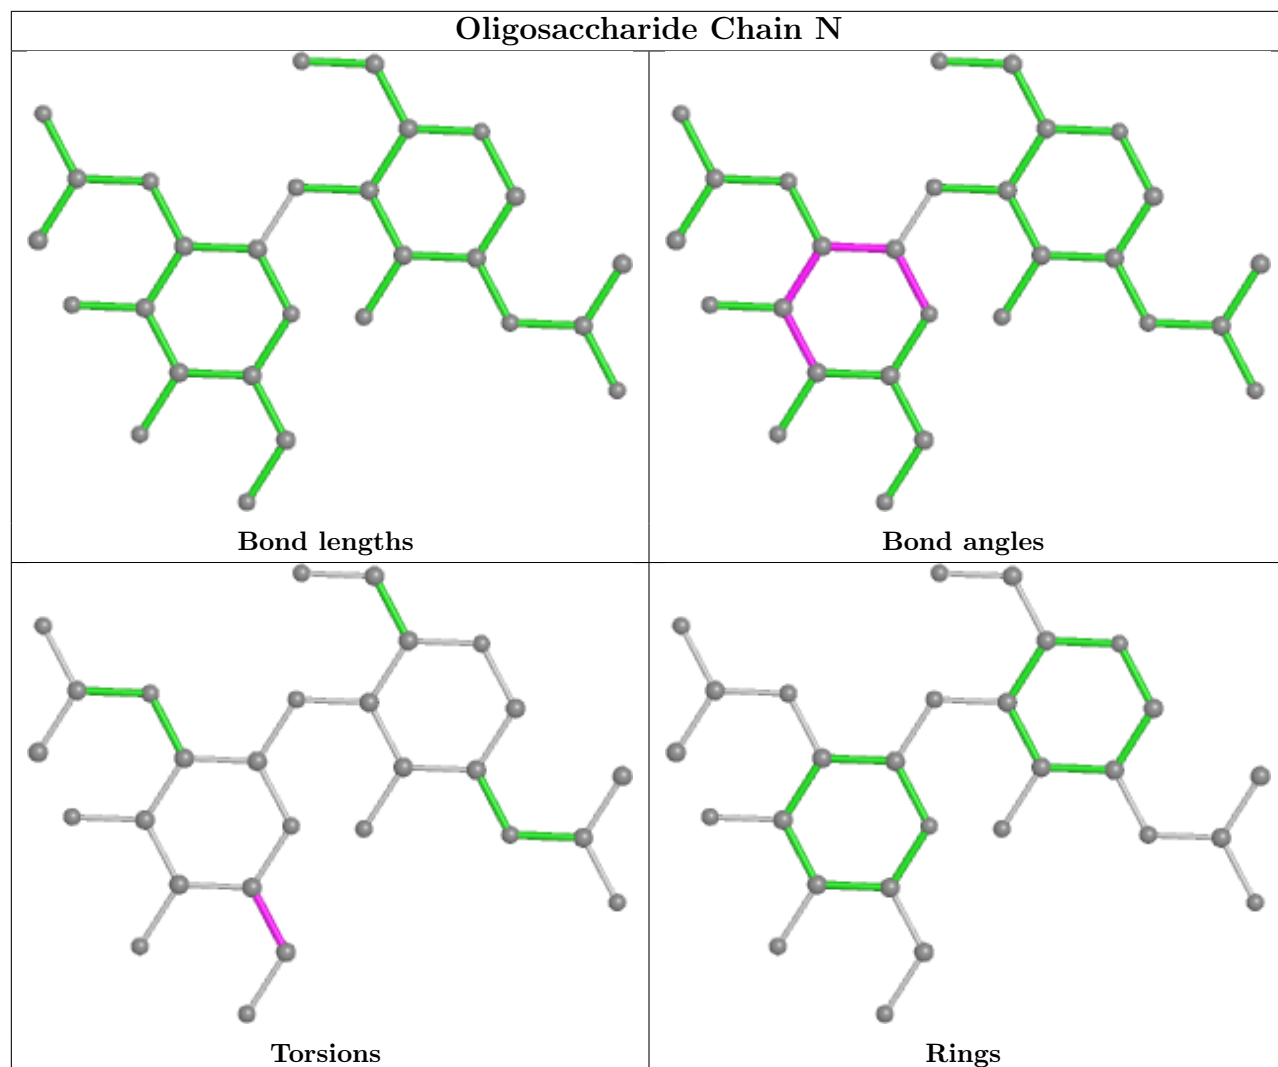 Oligosaccharide Chain N
Bond lengths
Bond angles
Torsions
Rings